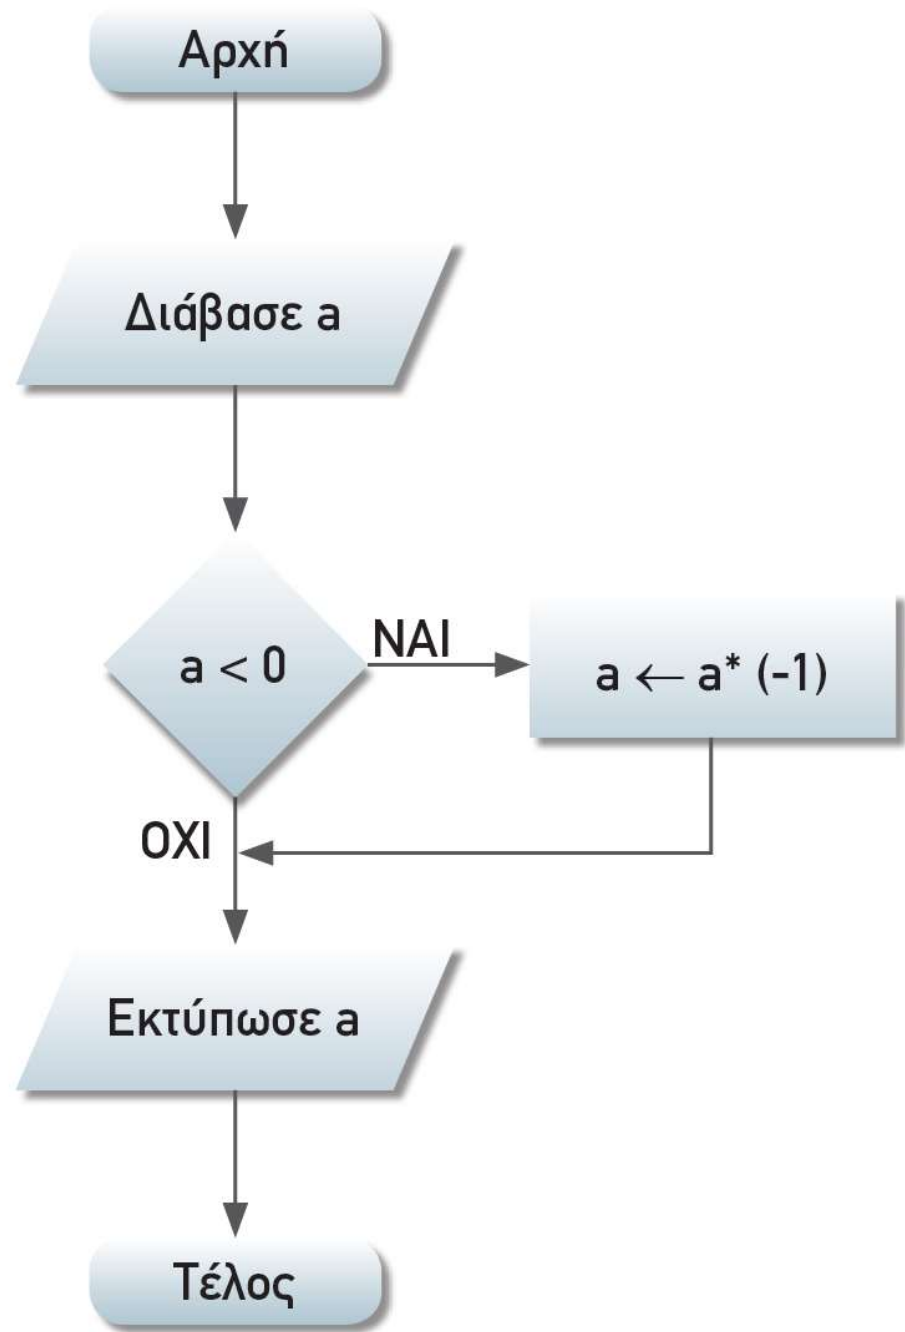 Αρχή
Διάβασε a
a < 0
ΝΑΙ
a ← a* (-1)
ΟΧΙ
Εκτύπωσε a
Τέλος